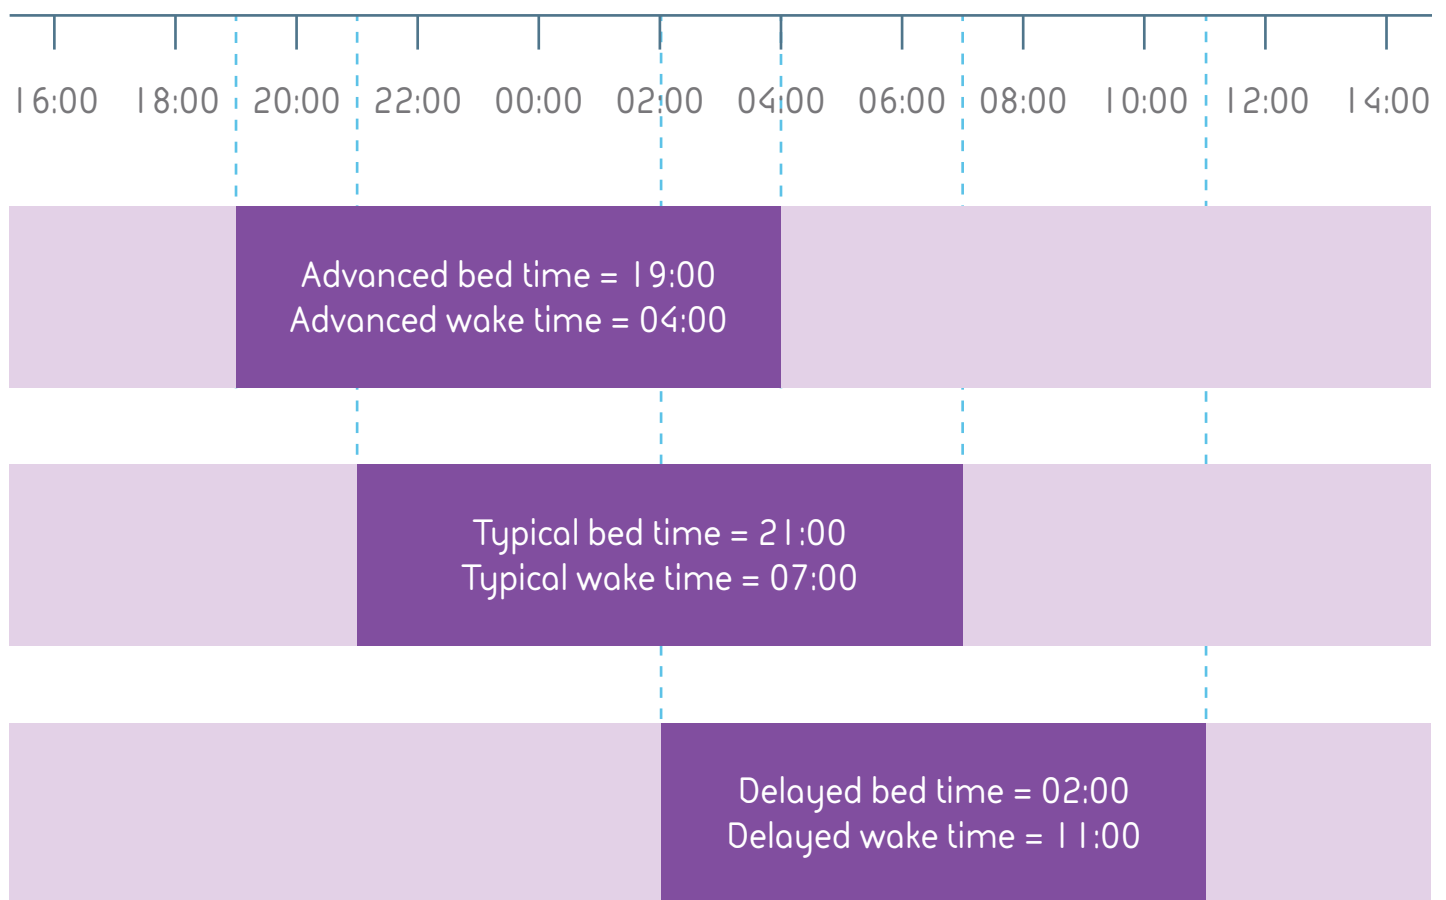 16:00 18:00 20:00 22:00 00:00 02:00 04:00 06:00 08:00 10:00 12:00 14:00
Advanced bed time = 19:00
Advanced wake time = 04:00
Typical bed time = 21:00
Typical wake time = 07:00
Delayed bed time = 02:00
Delayed wake time = 11:00